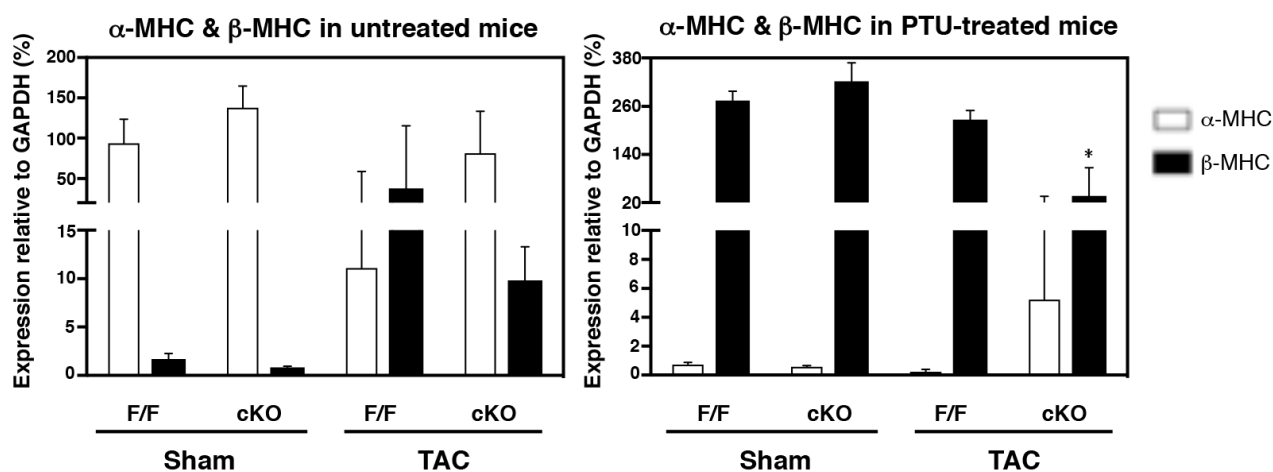 α-MHC & β-MHC in untreated mice
Expression relative to GAPDH (%)
200
150
100
50
15
10
5
0
F/F cKO F/F cKO
Sham TAC
α-MHC & β-MHC in PTU-treated mice
Expression relative to GAPDH (%)
380
260
140
20
10
8
6
4
2
0
*
F/F cKO F/F cKO
Sham TAC
α-MHC
β-MHC